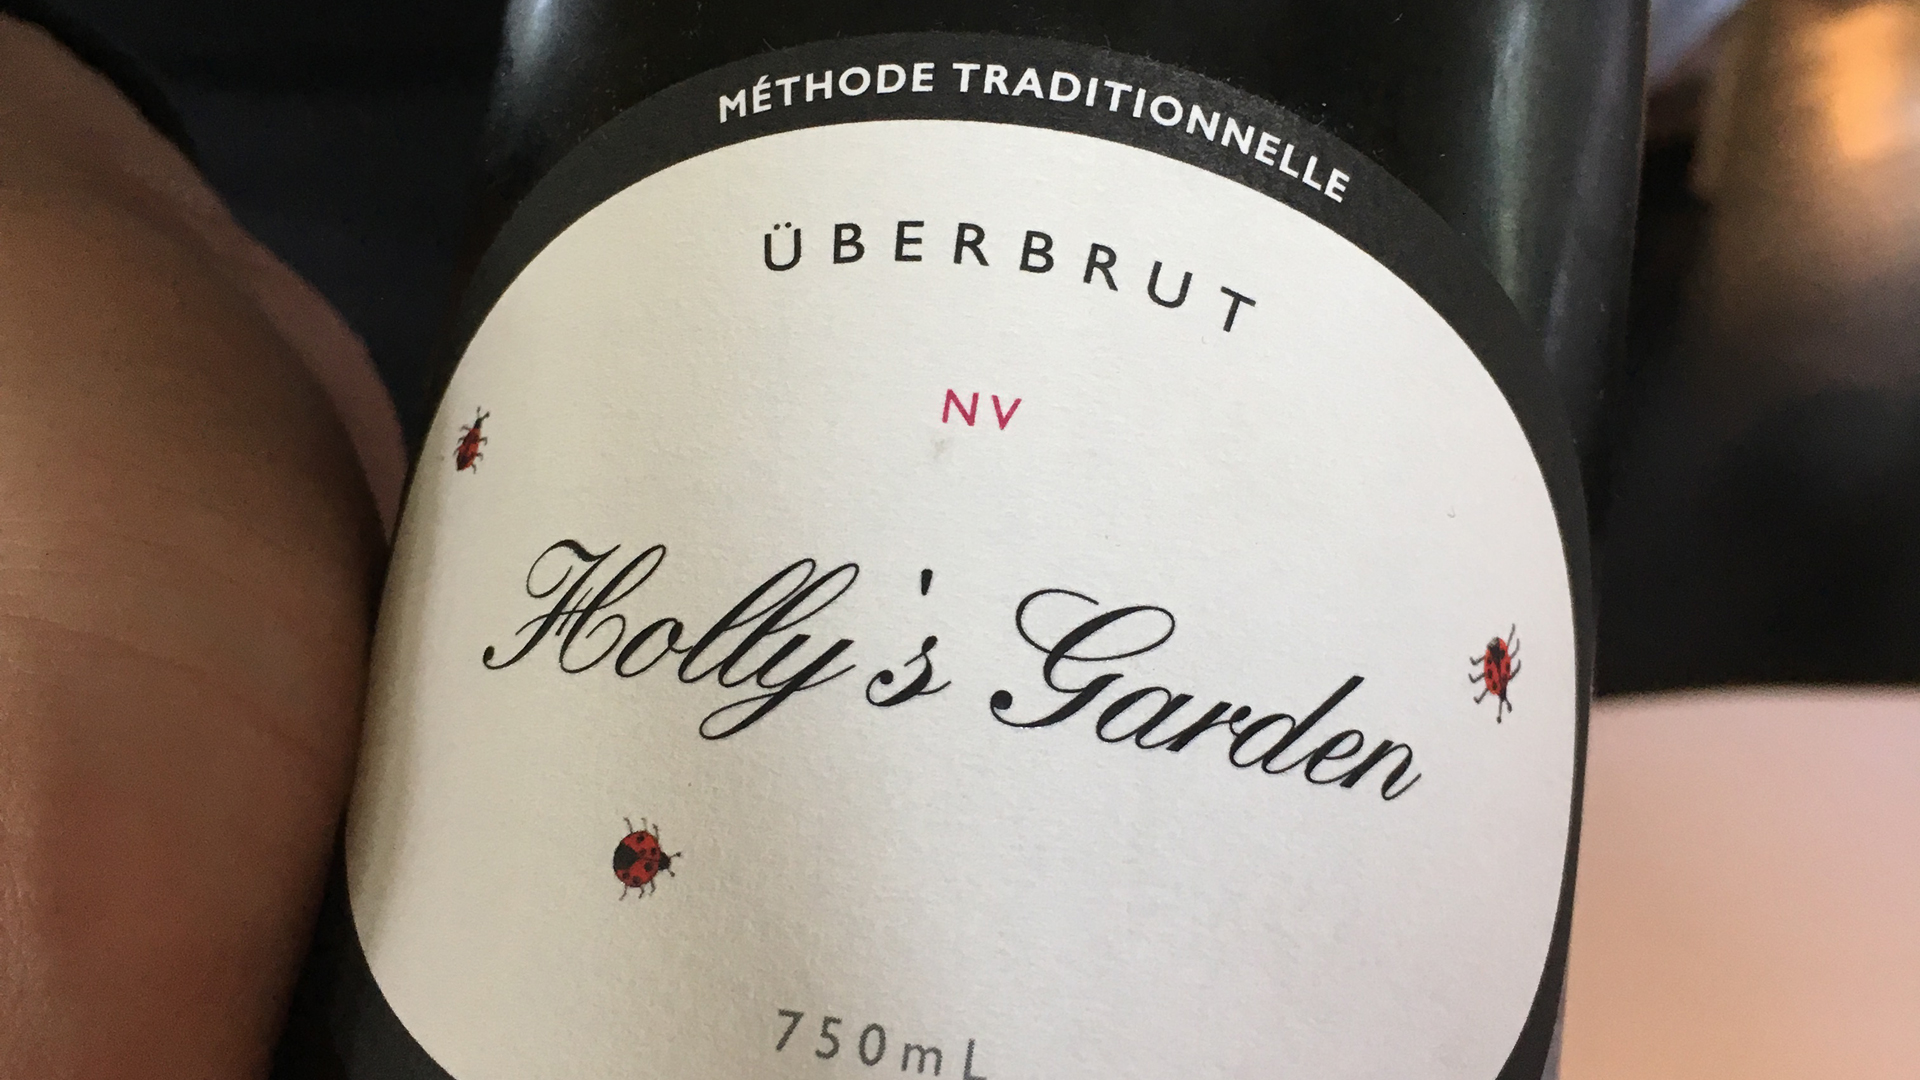 MÉTHODE TRADITIONNELLE
ÜBERBRUT
NV
Holly's Garden
750mL